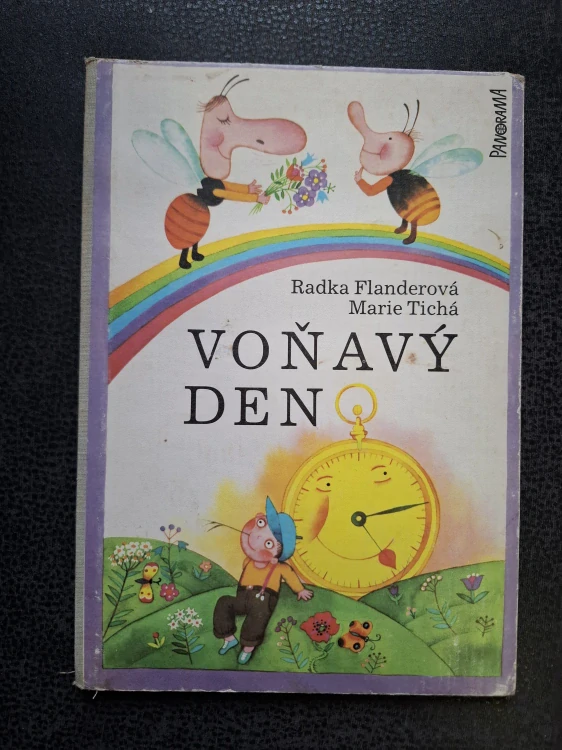 PANORAMA
Radka Flanderová
Marie Tichá
VOŇAVÝ
DEN